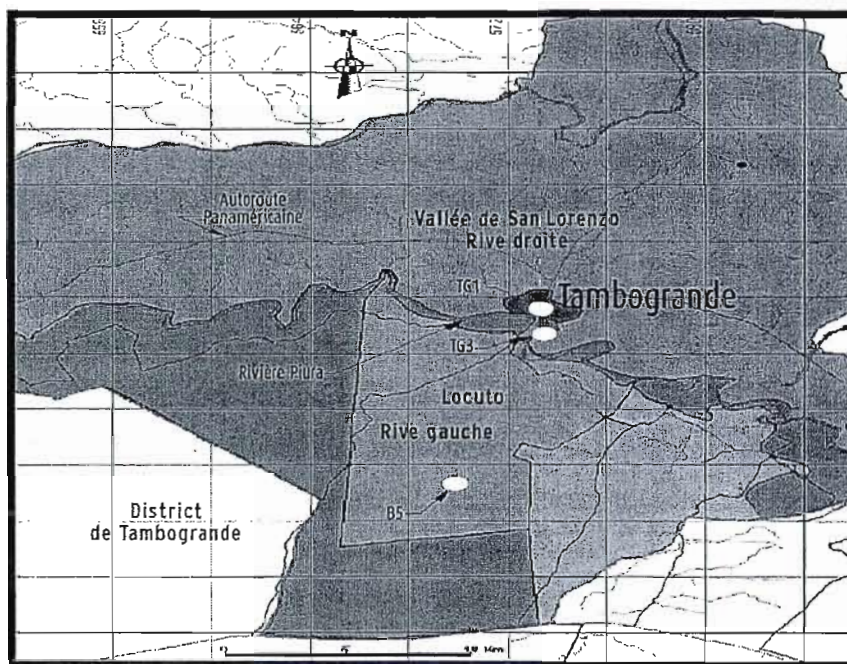 N
Autoroute
Panaméricaine
Vallée de San Lorenzo
Rive droite
TG1
Tambogrande
TG3
Rivière Piura
Locuto
Rive gauche
B5
District
de Tambogrande